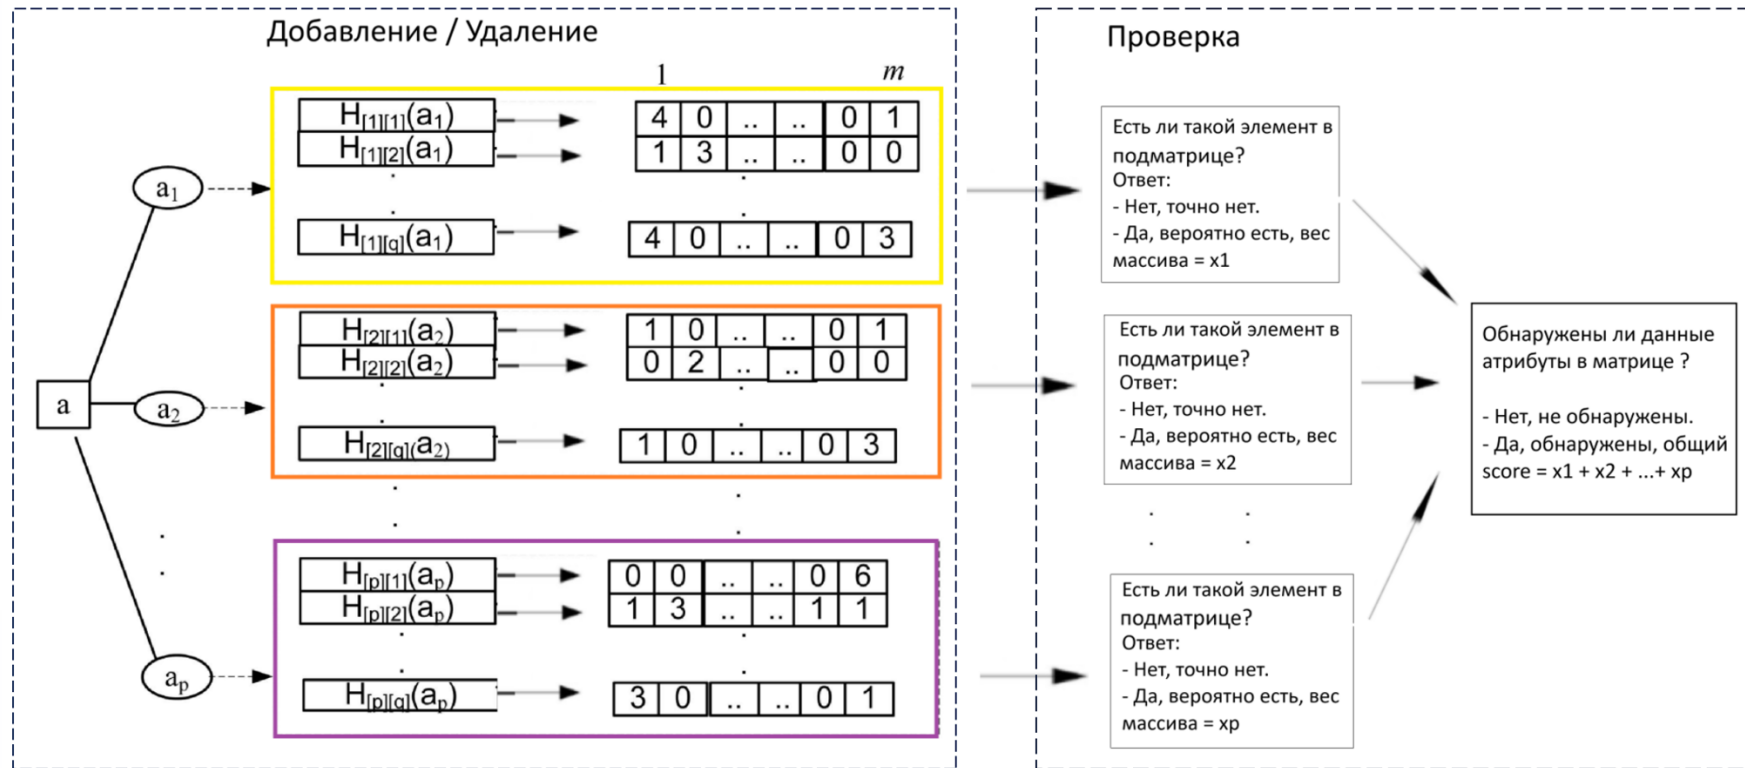 Добавление / Удаление
1 m
H[1][1](a1) 4 0 .. .. 0 1
H[1][2](a1) 1 3 .. .. 0 0
a1
H[1][q](a1) 4 0 .. .. 0 3
H[2][1](a2) 1 0 .. .. 0 1
H[2][2](a2) 0 2 .. .. 0 0
a
a2
H[2][q](a2) 1 0 .. .. 0 3
H[p][1](ap) 0 0 .. .. 0 6
H[p][2](ap) 1 3 .. .. 1 1
ap
H[p][q](ap) 3 0 .. .. 0 1
Проверка
Есть ли такой элемент в
подматрице?
Ответ:
- Нет, точно нет.
- Да, вероятно есть, вес
массива = x1
Есть ли такой элемент в
подматрице?
Ответ:
- Нет, точно нет.
- Да, вероятно есть, вес
массива = x2
Есть ли такой элемент в
подматрице?
Ответ:
- Нет, точно нет.
- Да, вероятно есть, вес
массива = xp
Обнаружены ли данные
атрибуты в матрице ?
- Нет, не обнаружены.
- Да, обнаружены, общий
score = x1 + x2 + ...+ xp